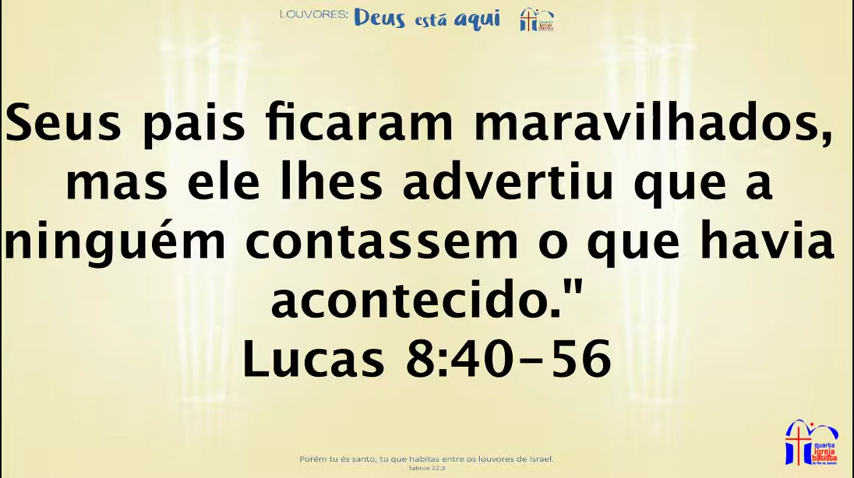 LOUVORES: Deus está aqui
Seus pais ficaram maravilhados,
mas ele lhes advertiu que a
ninguém contassem o que havia
acontecido."
Lucas 8:40-56
Porém tu és santo, tu que habitas entre os louvores de Israel.
Salmos 22:3
quarta
igreja
batista